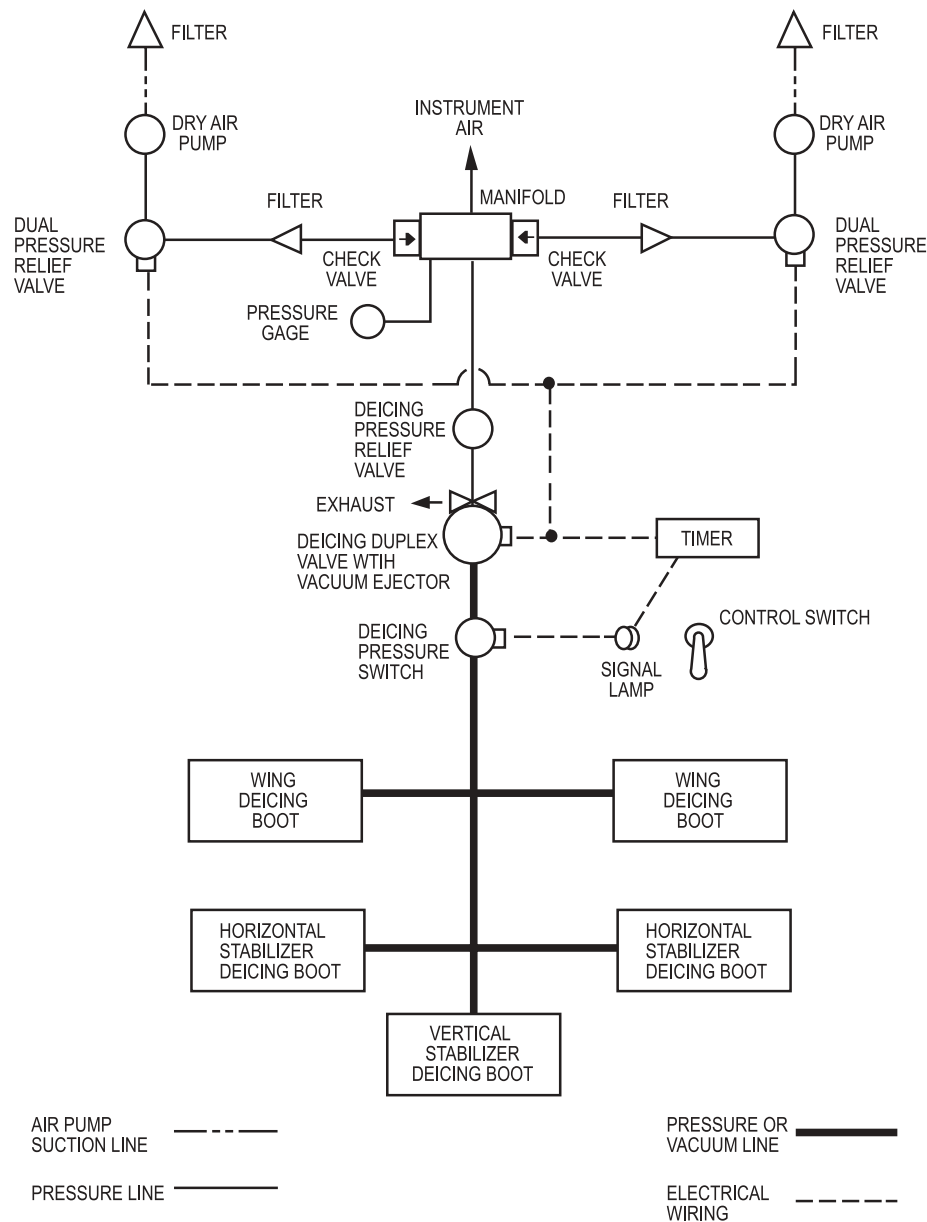 FILTER
FILTER
DRY AIR
PUMP
INSTRUMENT
AIR
DRY AIR
PUMP
DUAL
PRESSURE
RELIEF
VALVE
FILTER
MANIFOLD
FILTER
DUAL
PRESSURE
RELIEF
VALVE
CHECK
VALVE
CHECK
VALVE
PRESSURE
GAGE
DEICING
PRESSURE
RELIEF
VALVE
EXHAUST
DEICING DUPLEX
VALVE WTIH
VACUUM EJECTOR
TIMER
DEICING
PRESSURE
SWITCH
SIGNAL
LAMP
CONTROL SWITCH
WING
DEICING
BOOT
WING
DEICING
BOOT
HORIZONTAL
STABILIZER
DEICING BOOT
HORIZONTAL
STABILIZER
DEICING BOOT
VERTICAL
STABILIZER
DEICING BOOT
AIR PUMP
SUCTION LINE
PRESSURE OR
VACUUM LINE
PRESSURE LINE
ELECTRICAL
WIRING